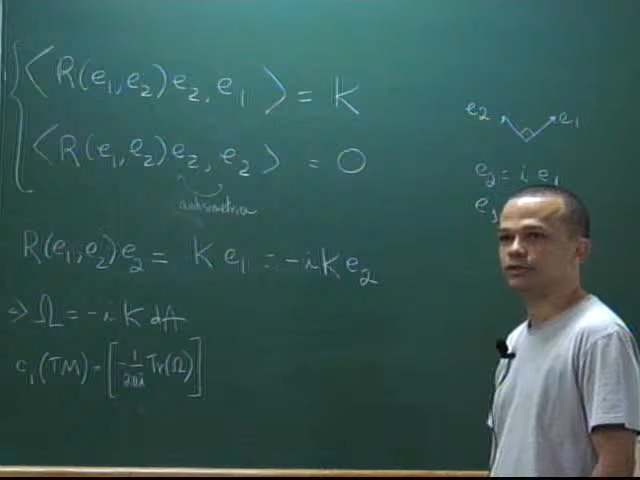 ⟨R(e₁,e₂)e₂, e₁⟩ = K
⟨R(e₁,e₂)e₂, e₂⟩ = 0
antisimetria
R(e₁,e₂)e₂ = K e₁ = -iK e₂
⇒ Ω = -i K dA
c₁(TM) = [-1/2πi Tr(Ω)]
e₂ e₁
e₂ = i e₁
e₁